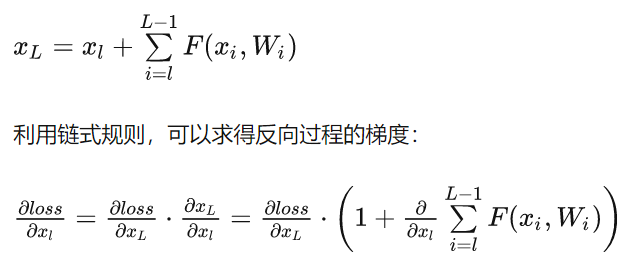 $x_L = x_l + \sum_{i=l}^{L-1} F(x_i, W_i)$
利用链式规则，可以求得反向过程的梯度：
$\frac{\partial loss}{\partial x_l} = \frac{\partial loss}{\partial x_L} \cdot \frac{\partial x_L}{\partial x_l} = \frac{\partial loss}{\partial x_L} \cdot \left(1 + \frac{\partial}{\partial x_l} \sum_{i=l}^{L-1} F(x_i, W_i)\right)$